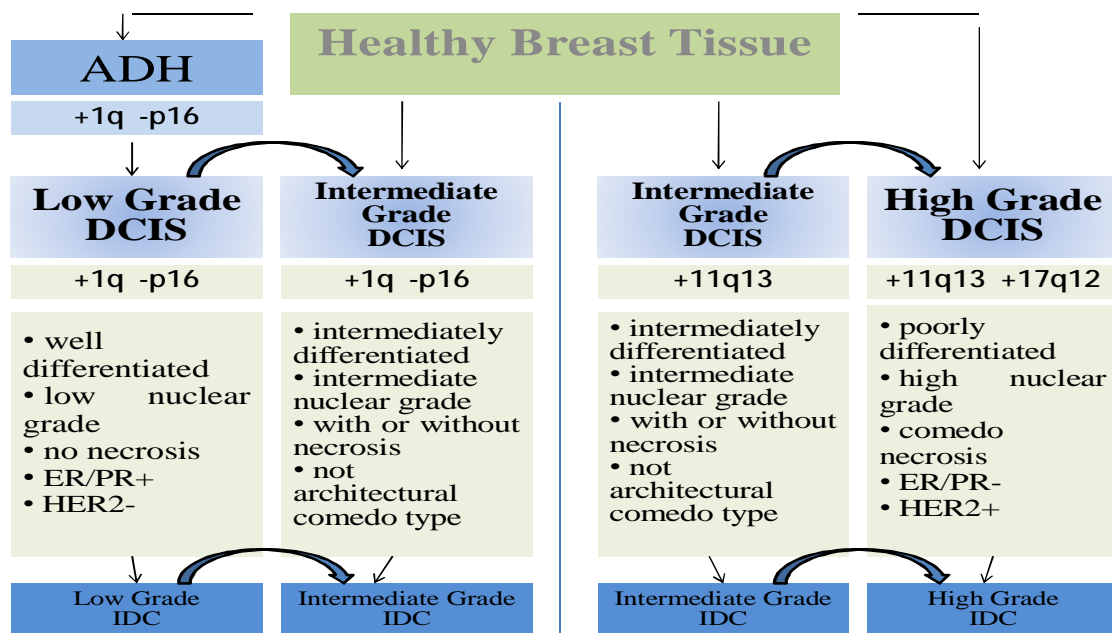 Healthy Breast Tissue
ADH
+1q -p16
Low Grade
DCIS
+1q -p16
• well
differentiated
• low nuclear
grade
• no necrosis
• ER/PR+
• HER2-
Low Grade
IDC
Intermediate
Grade
DCIS
+1q -p16
• intermediately
differentiated
• intermediate
nuclear grade
• with or without
necrosis
• not
architectural
comedo type
Intermediate Grade
IDC
Intermediate
Grade
DCIS
+11q13
• intermediately
differentiated
• intermediate
nuclear grade
• with or without
necrosis
• not
architectural
comedo type
Intermediate Grade
IDC
High Grade
DCIS
+11q13 +17q12
• poorly
differentiated
• high nuclear
grade
• comedo
necrosis
• ER/PR-
• HER2+
High Grade
IDC